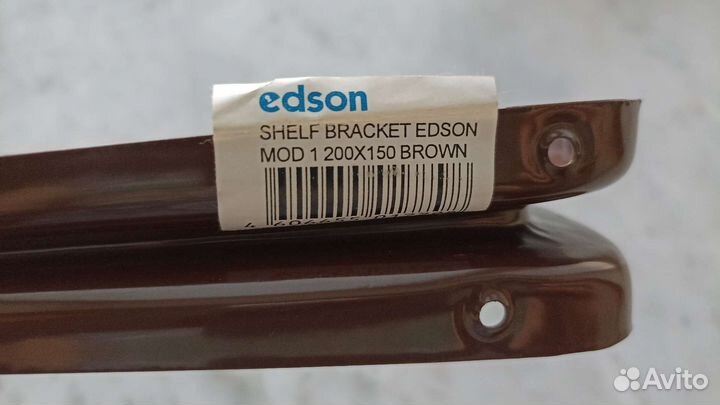 edson
SHELF BRACKET EDSON
MOD 1 200X150 BROWN
Avito